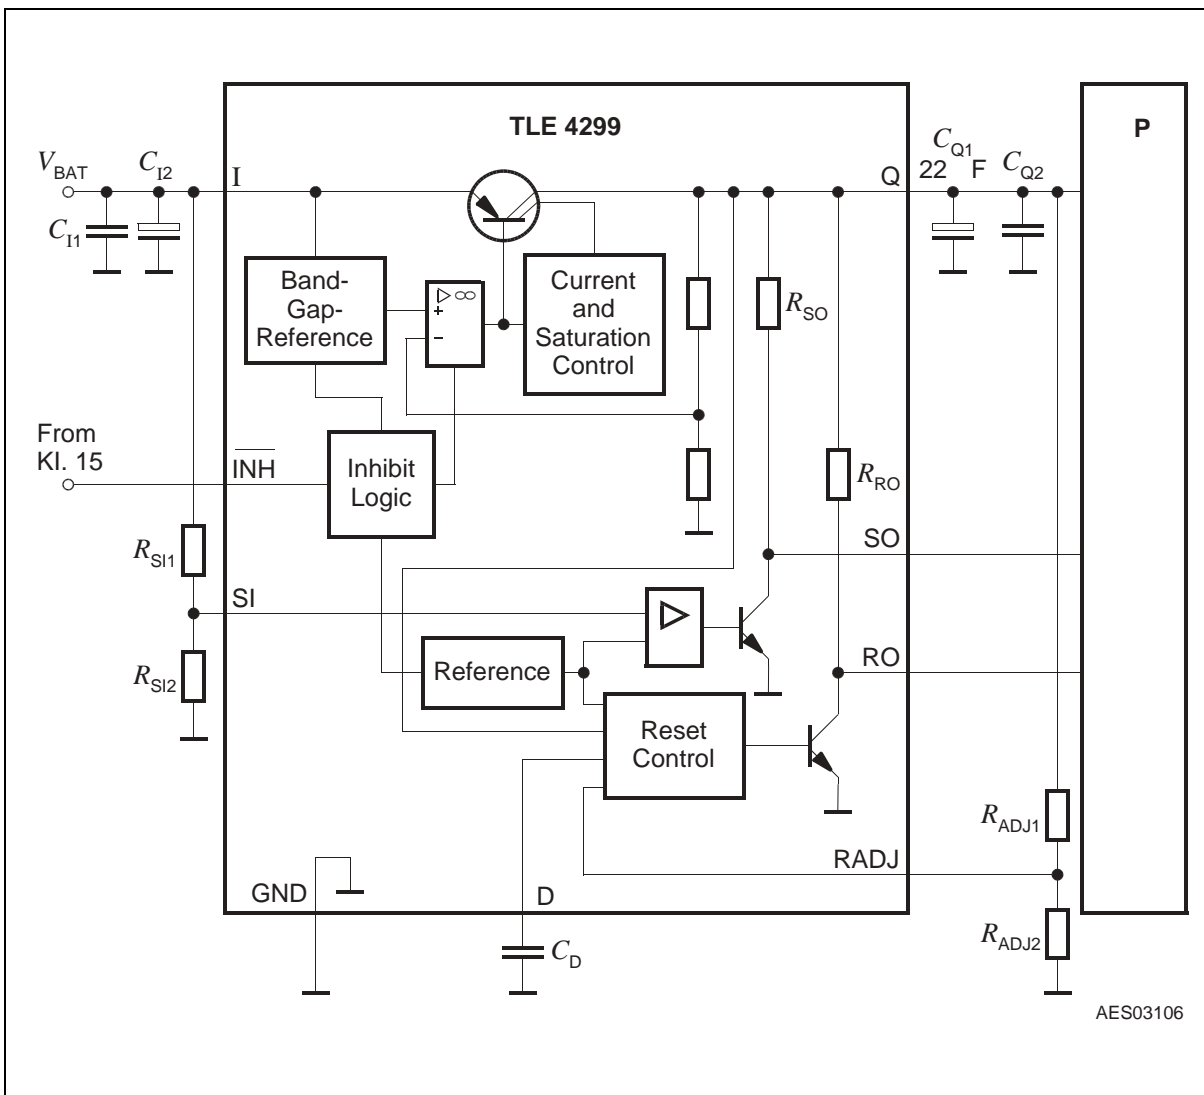 TLE 4299
P
V BAT
C I2
I
Q
C Q1
22 F
C Q2
C I1
Band-
Gap-
Reference
▷ ∞
+
−
Current
and
Saturation
Control
R SO
From
KI. 15
INH
Inhibit
Logic
R RO
R SI1
SO
SI
R SI2
Reference
RO
Reset
Control
R ADJ1
RADJ
GND
D
R ADJ2
C D
AES03106